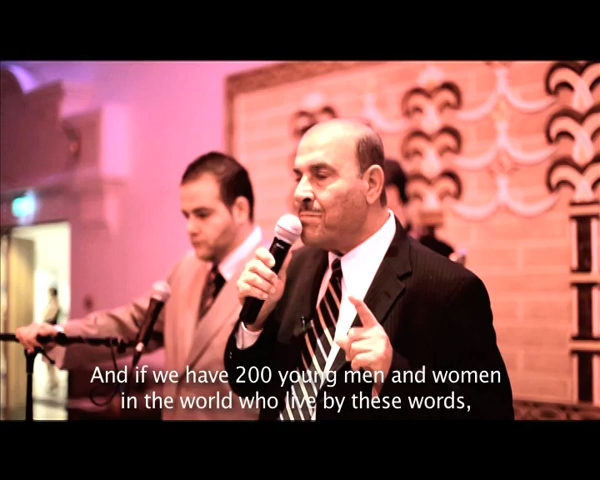 And if we have 200 young men and women
in the world who live by these words,